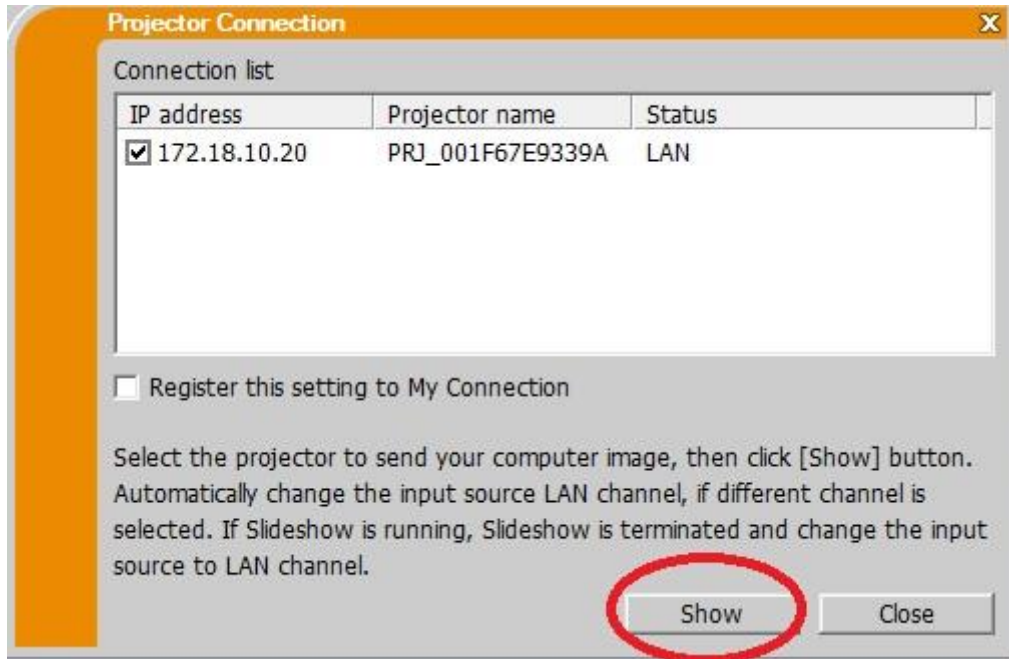 Projector Connection X
Connection list
IP address Projector name Status
172.18.10.20 PRJ_001F67E9339A LAN
Register this setting to My Connection
Select the projector to send your computer image, then click [Show] button.
Automatically change the input source LAN channel, if different channel is
selected. If Slideshow is running, Slideshow is terminated and change the input
source to LAN channel.
Show Close